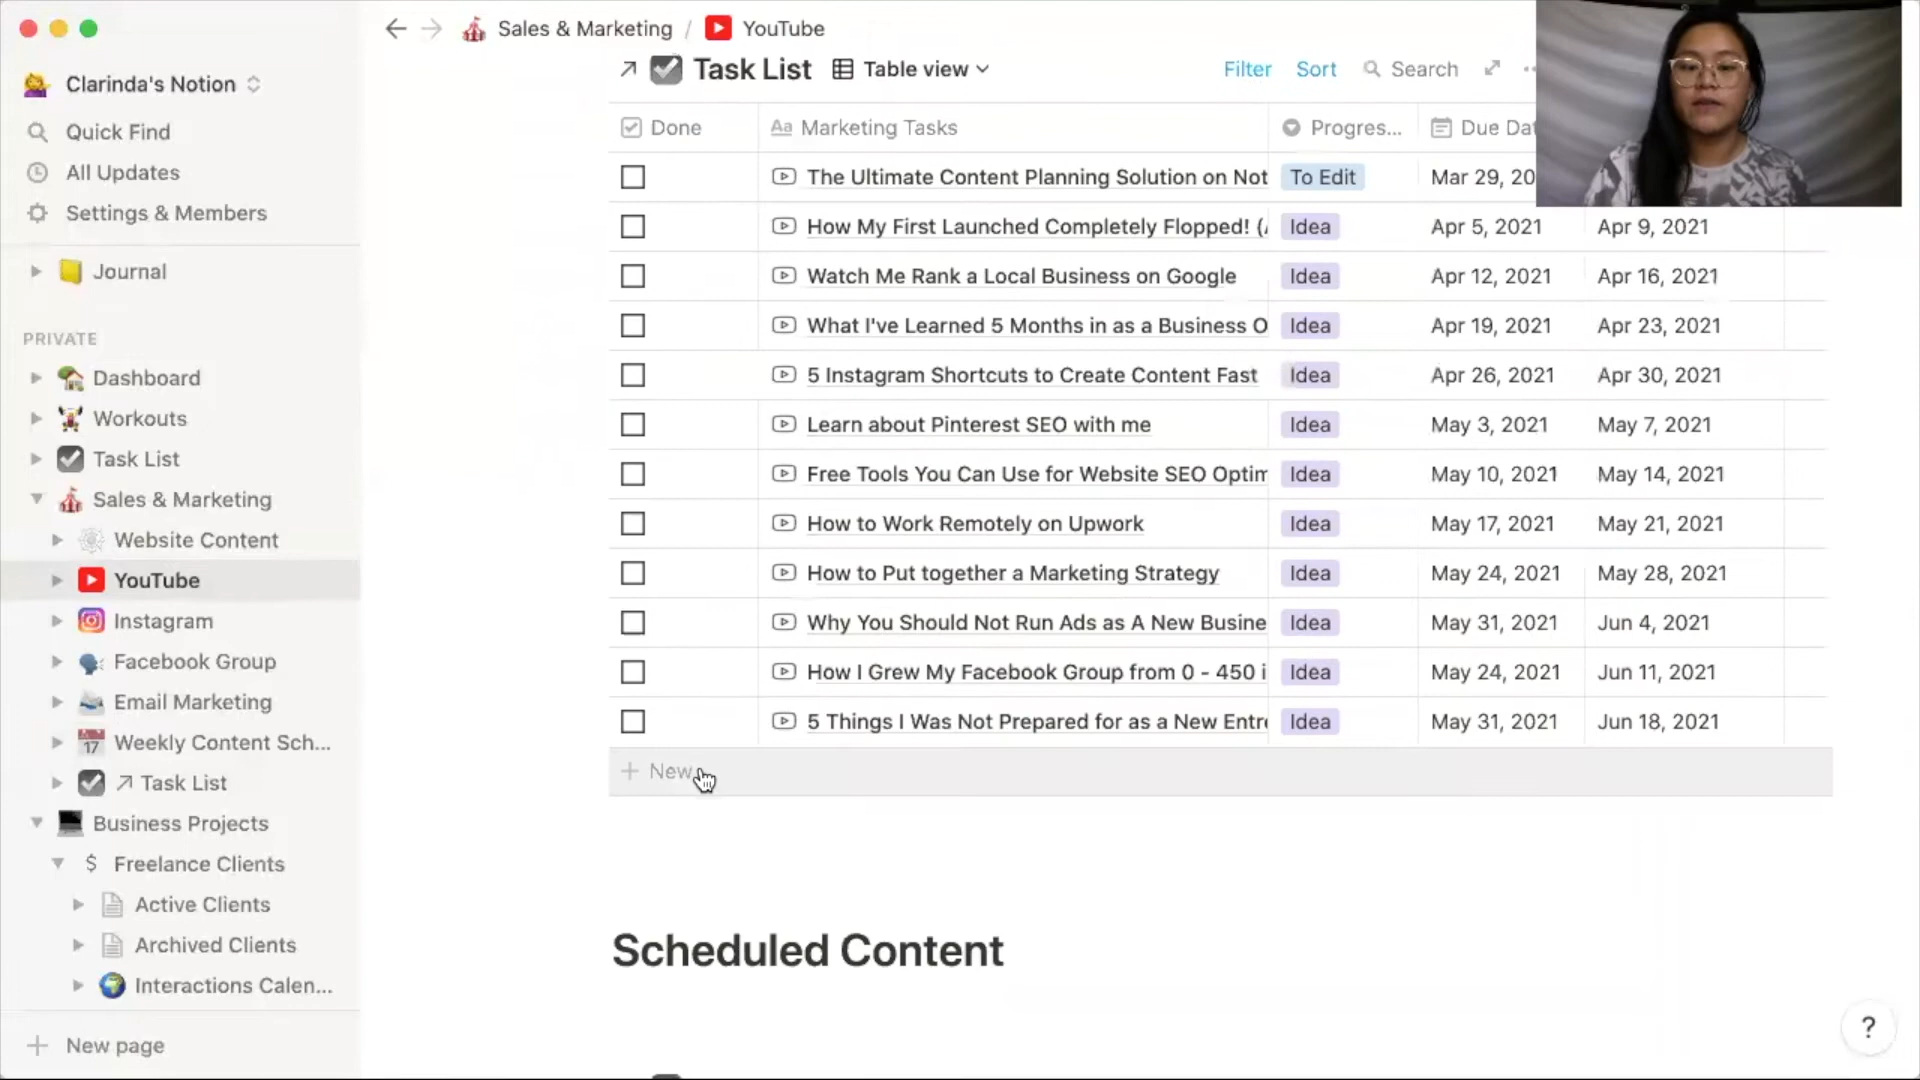 Sales & Marketing / YouTube
Clarinda's Notion
Quick Find
All Updates
Settings & Members
Journal
PRIVATE
Dashboard
Workouts
Task List
Sales & Marketing
Website Content
YouTube
Instagram
Facebook Group
Email Marketing
17 Weekly Content Sch...
Task List
Business Projects
$ Freelance Clients
Active Clients
Archived Clients
Interactions Calen...
+ New page
Task List Table view Filter Sort Search
Done Aa Marketing Tasks Progres... Due Dat
The Ultimate Content Planning Solution on Not To Edit Mar 29, 20
How My First Launched Completely Flopped! (A Idea Apr 5, 2021 Apr 9, 2021
Watch Me Rank a Local Business on Google Idea Apr 12, 2021 Apr 16, 2021
What I've Learned 5 Months in as a Business O Idea Apr 19, 2021 Apr 23, 2021
5 Instagram Shortcuts to Create Content Fast Idea Apr 26, 2021 Apr 30, 2021
Learn about Pinterest SEO with me Idea May 3, 2021 May 7, 2021
Free Tools You Can Use for Website SEO Optim Idea May 10, 2021 May 14, 2021
How to Work Remotely on Upwork Idea May 17, 2021 May 21, 2021
How to Put together a Marketing Strategy Idea May 24, 2021 May 28, 2021
Why You Should Not Run Ads as A New Busine Idea May 31, 2021 Jun 4, 2021
How I Grew My Facebook Group from 0 - 450 i Idea May 24, 2021 Jun 11, 2021
5 Things I Was Not Prepared for as a New Entre Idea May 31, 2021 Jun 18, 2021
+ New
Scheduled Content
?